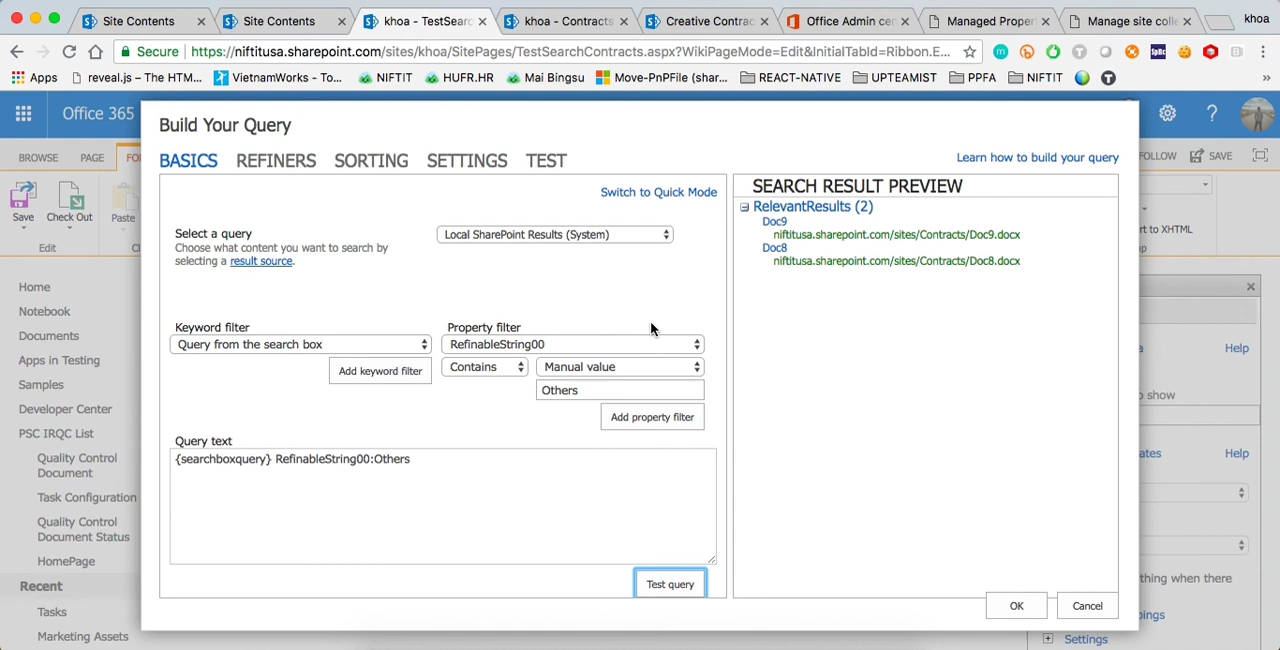 Site Contents
Site Contents
khoa - TestSearc
khoa - Contracts
Creative Contrac
Office Admin cen
Managed Proper
Manage site colle
khoa
Secure
https://niftitusa.sharepoint.com/sites/khoa/SitePages/TestSearchContracts.aspx?WikiPageMode=Edit&InitialTabId=Ribbon.E...
Apps
reveal.js – The HTM...
VietnamWorks - To...
NIFTIT
HUFR.HR
Mai Bingsu
Move-PnPFile (shar...
REACT-NATIVE
UPTEAMIST
PPFA
NIFTIT
»
Office 365
BROWSE
PAGE
FO
FOLLOW
SAVE
Save
Check Out
Paste
Edit
Cl
rt to XHTML
Home
Notebook
Documents
Apps in Testing
Samples
Developer Center
PSC IRQC List
Quality Control
Document
Task Configuration
Quality Control
Document Status
HomePage
Recent
Tasks
Marketing Assets
Build Your Query
BASICS
REFINERS
SORTING
SETTINGS
TEST
Learn how to build your query
Switch to Quick Mode
Select a query
Choose what content you want to search by
selecting a result source.
Local SharePoint Results (System)
Keyword filter
Query from the search box
Add keyword filter
Property filter
RefinableString00
Contains
Manual value
Others
Add property filter
Query text
{searchboxquery} RefinableString00:Others
Test query
SEARCH RESULT PREVIEW
RelevantResults (2)
Doc9
niftitusa.sharepoint.com/sites/Contracts/Doc9.docx
Doc8
niftitusa.sharepoint.com/sites/Contracts/Doc8.docx
OK
Cancel
a
Help
o show
ates
Help
thing when there
pings
Settings